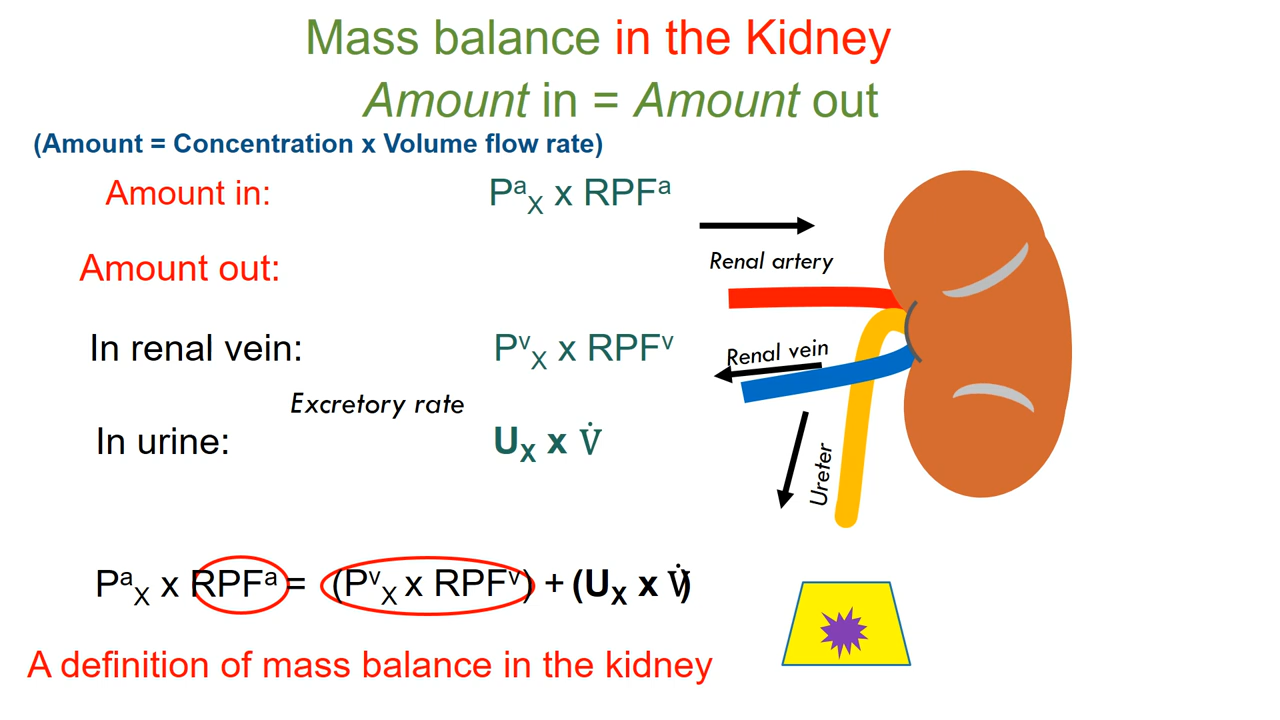 Mass balance in the Kidney
Amount in = Amount out
(Amount = Concentration x Volume flow rate)
Amount in: Pᵃₓ x RPFᵃ
Renal artery
Amount out:
In renal vein: Pᵛₓ x RPFᵛ
Renal vein
Excretory rate
In urine: Uₓ x V̇
Ureter
Pᵃₓ x RPFᵃ = (Pᵛₓ x RPFᵛ) + (Uₓ x V̇)
A definition of mass balance in the kidney